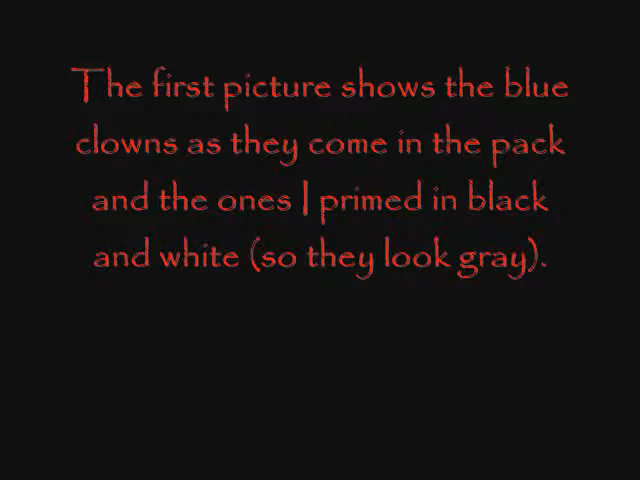 The first picture shows the blue
clowns as they come in the pack
and the ones I primed in black
and white (so they look gray).